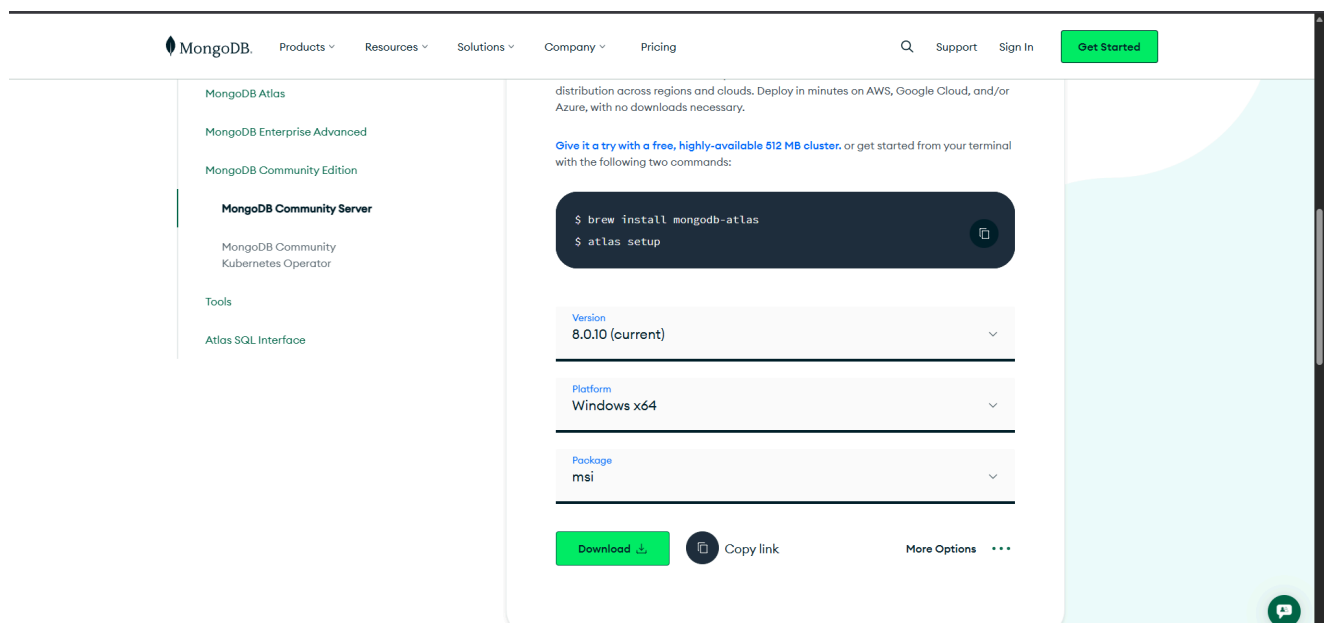 MongoDB.
Products
Resources
Solutions
Company
Pricing
Support
Sign In
Get Started
MongoDB Atlas
MongoDB Enterprise Advanced
MongoDB Community Edition
MongoDB Community Server
MongoDB Community
Kubernetes Operator
Tools
Atlas SQL Interface
distribution across regions and clouds. Deploy in minutes on AWS, Google Cloud, and/or
Azure, with no downloads necessary.
Give it a try with a free, highly-available 512 MB cluster. or get started from your terminal
with the following two commands:
$ brew install mongodb-atlas
$ atlas setup
Version
8.0.10 (current)
Platform
Windows x64
Package
msi
Download
Copy link
More Options